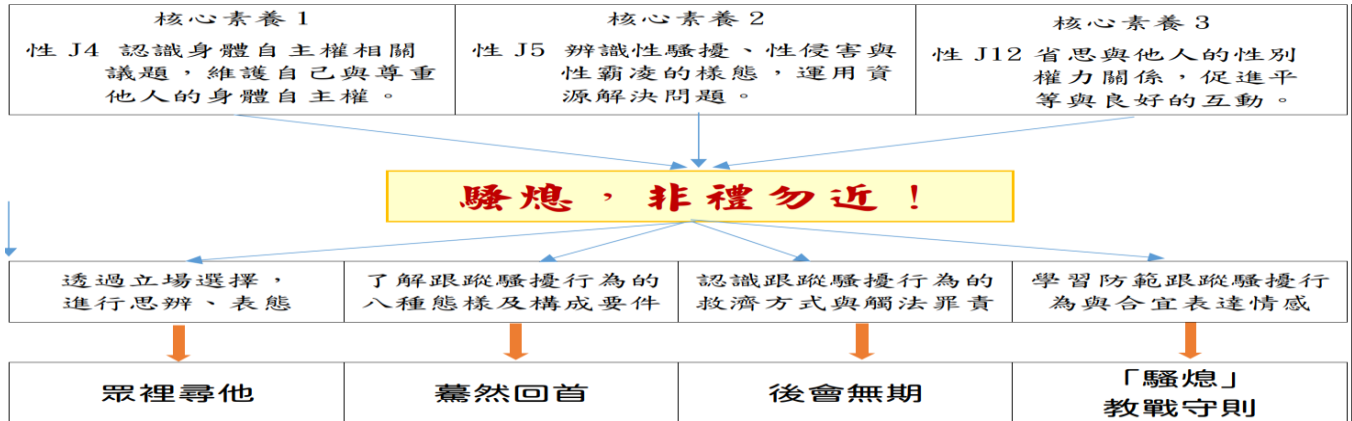 核心素養 1
性 J4 認識身體自主權相關
議題，維護自己與尊重
他人的身體自主權。
核心素養 2
性 J5 辨識性騷擾、性侵害與
性霸凌的樣態，運用資
源解決問題。
核心素養 3
性 J12 省思與他人的性別
權力關係，促進平
等與良好的互動。
騷熄，非禮勿近！
透過立場選擇，
進行思辨、表態
了解跟蹤騷擾行為的
八種態樣及構成要件
認識跟蹤騷擾行為的
救濟方式與觸法罪責
學習防範跟蹤騷擾行
為與合宜表達情感
眾裡尋他
驀然回首
後會無期
「騷熄」
教戰守則